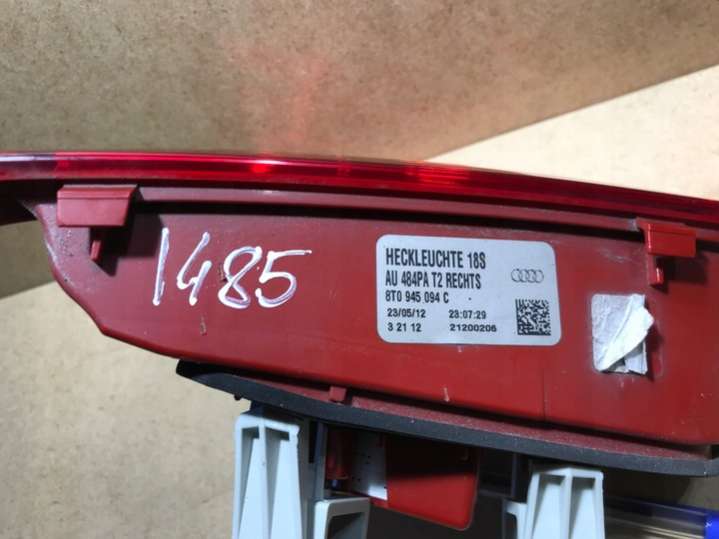 1485
HECKLEUCHTE 18S
AU 484PA T2 RECHTS
8T0 945 094 C
23/05/12 23:07:29
3 21 12 21200206